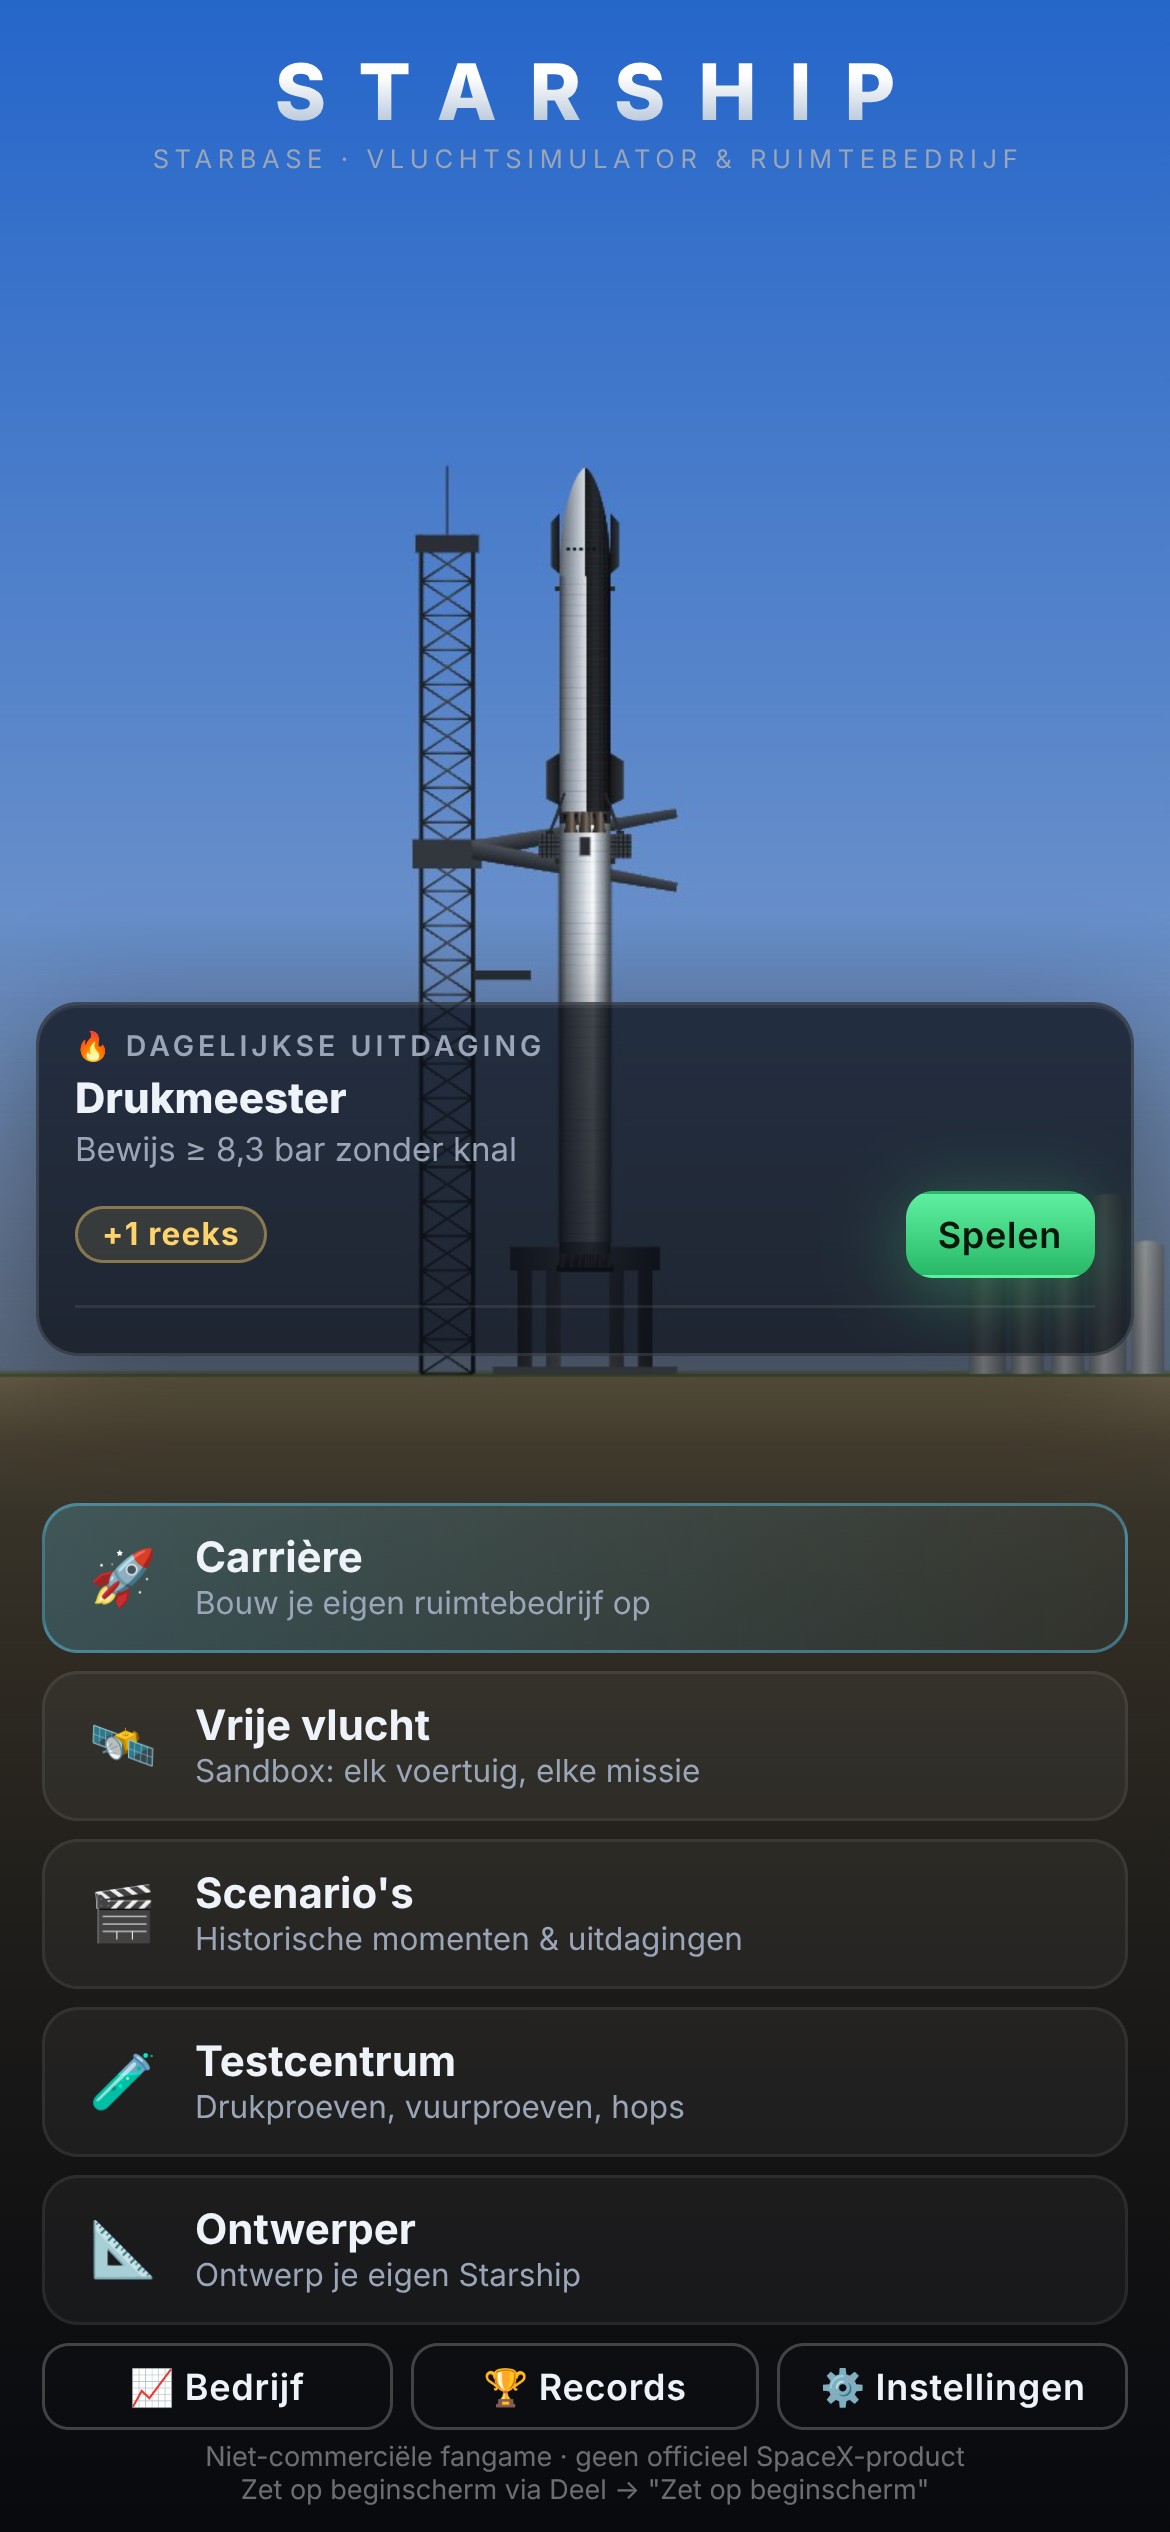 STARSHIP
STARBASE · VLUCHTSIMULATOR & RUIMTEBEDRIJF
🔥 DAGELIJKSE UITDAGING
Drukmeester
Bewijs ≥ 8,3 bar zonder knal
+1 reeks
Spelen
Carrière
Bouw je eigen ruimtebedrijf op
Vrije vlucht
Sandbox: elk voertuig, elke missie
Scenario's
Historische momenten & uitdagingen
Testcentrum
Drukproeven, vuurproeven, hops
Ontwerper
Ontwerp je eigen Starship
📈 Bedrijf
🏆 Records
⚙️ Instellingen
Niet-commerciële fangame · geen officieel SpaceX-product
Zet op beginscherm via Deel → "Zet op beginscherm"